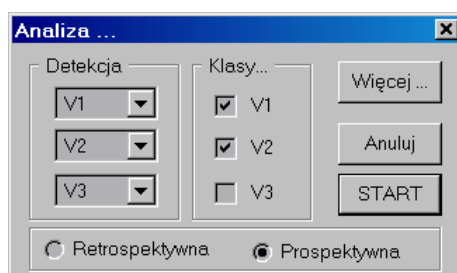 Analiza ...
Detekcja
Klasy...
V1
V1
Więcej ...
V2
V2
Anuluj
V3
V3
START
Retrospektywna
Prospektywna